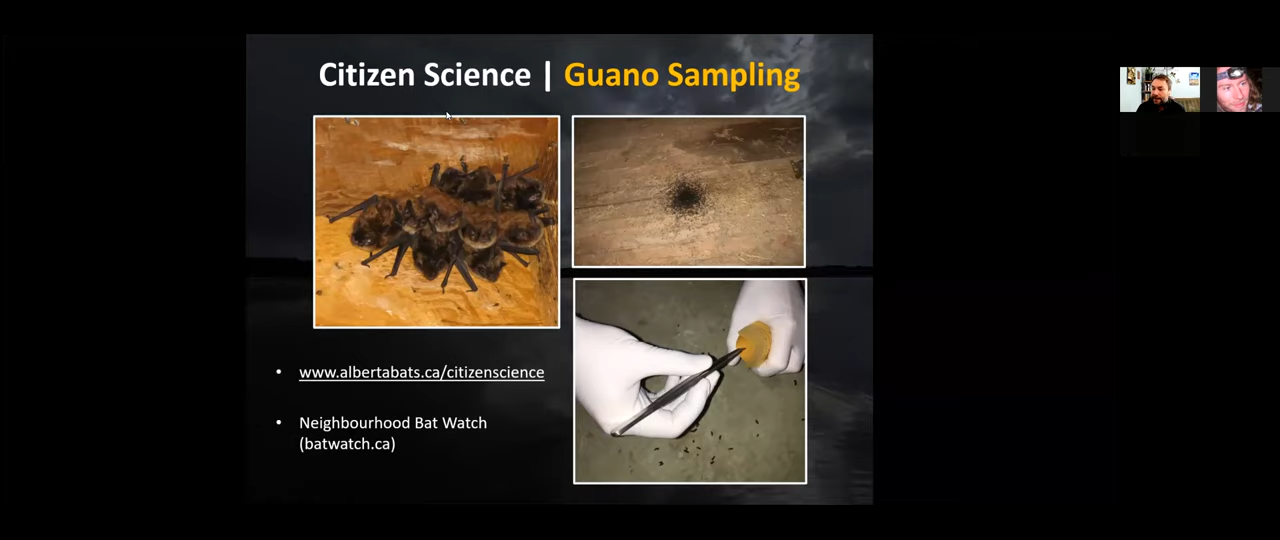 Citizen Science | Guano Sampling
www.albertabats.ca/citizenscience
Neighbourhood Bat Watch
(batwatch.ca)